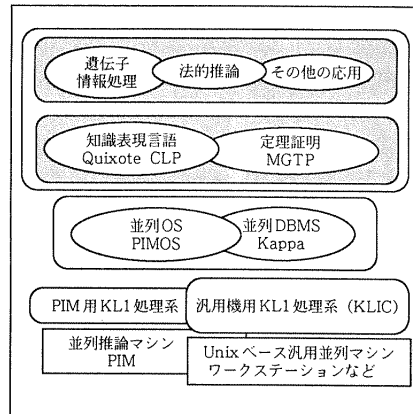 遺伝子
情報処理
法的推論
その他の応用
知識表現言語
Quixote CLP
定理証明
MGTP
並列OS
PIMOS
並列DBMS
Kappa
PIM用KL1処理系
汎用機用KL1処理系（KLIC）
並列推論マシン
PIM
Unixベース汎用並列マシン
ワークステーションなど